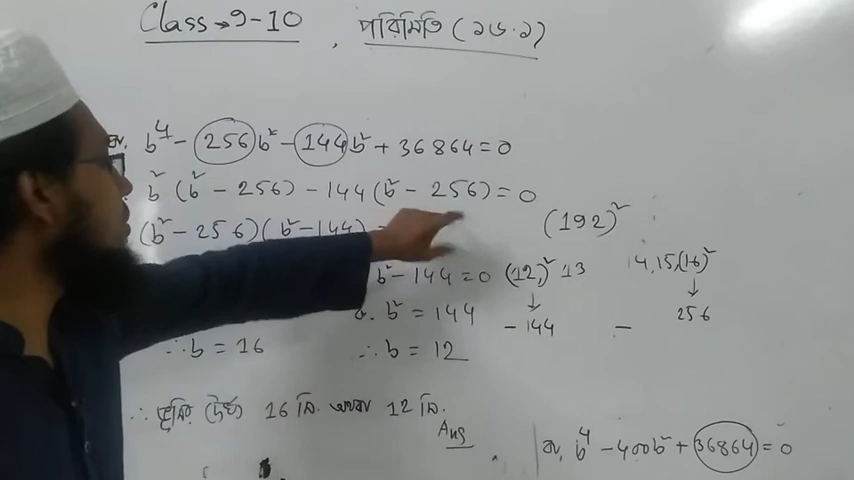 Class → 9-10 , পরিমিতি (১৬.১)
বা. b⁴ - 256b² - 144b² + 36864 = 0
b² (b² - 256) - 144 (b² - 256) = 0
(b² - 256) (b² - 144)
(192)²
b² - 144 = 0
(12,)² 13
14,15,(16)²
b² = 144
↓
- 144
-
↓
256
∴ b = 16
∴ b = 12
∴ ভূমির দৈর্ঘ্য 16 মি. অথবা 12 মি.
Ans
বা, b⁴ - 400b² + 36864 = 0